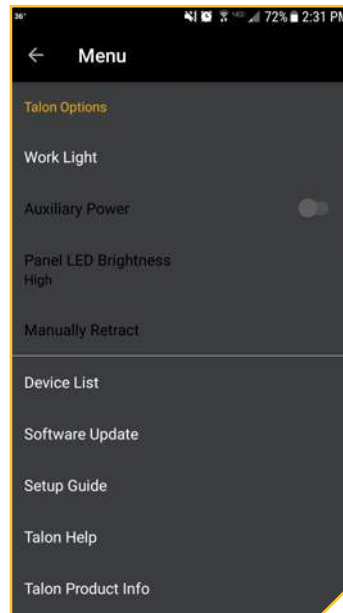 36°
72% 2:31 PM
Menu
Talon Options
Work Light
Auxiliary Power
Panel LED Brightness
High
Manually Retract
Device List
Software Update
Setup Guide
Talon Help
Talon Product Info